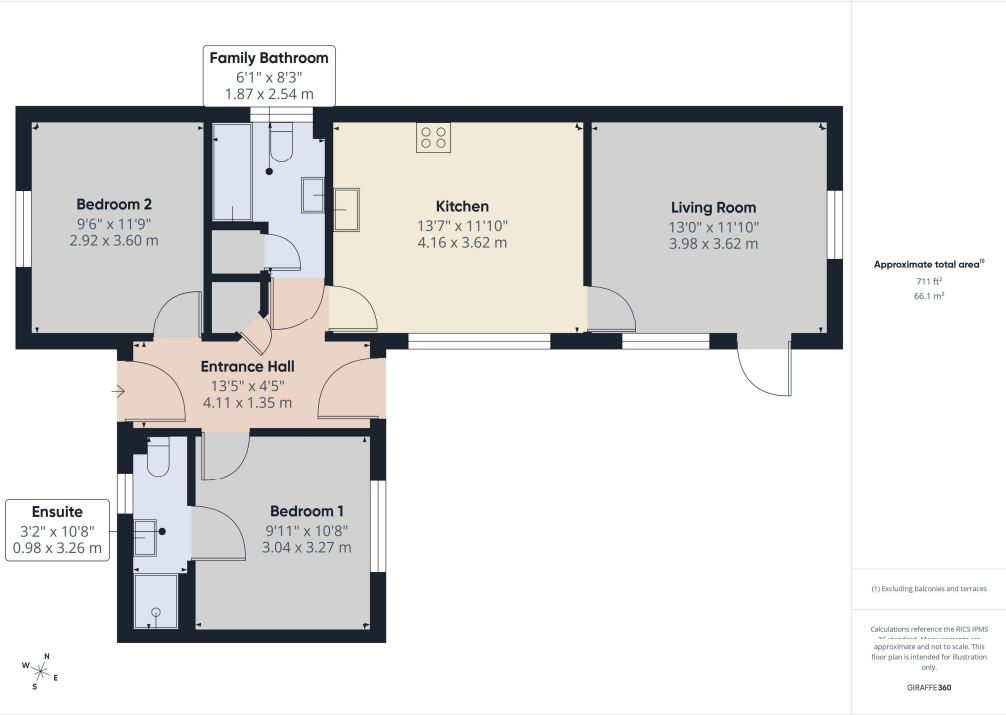 Family Bathroom
6'1" x 8'3"
1.87 x 2.54 m
Bedroom 2
9'6" x 11'9"
2.92 x 3.60 m
Kitchen
13'7" x 11'10"
4.16 x 3.62 m
Living Room
13'0" x 11'10"
3.98 x 3.62 m
Entrance Hall
13'5" x 4'5"
4.11 x 1.35 m
Ensuite
3'2" x 10'8"
0.98 x 3.26 m
Bedroom 1
9'11" x 10'8"
3.04 x 3.27 m
N
W
E
S
Approximate total area(1)
711 ft²
66.1 m²
(1) Excluding balconies and terraces
Calculations reference the RICS IPMS
3C standard. Measurements are
approximate and not to scale. This
floor plan is intended for illustration
only.
GIRAFFE360